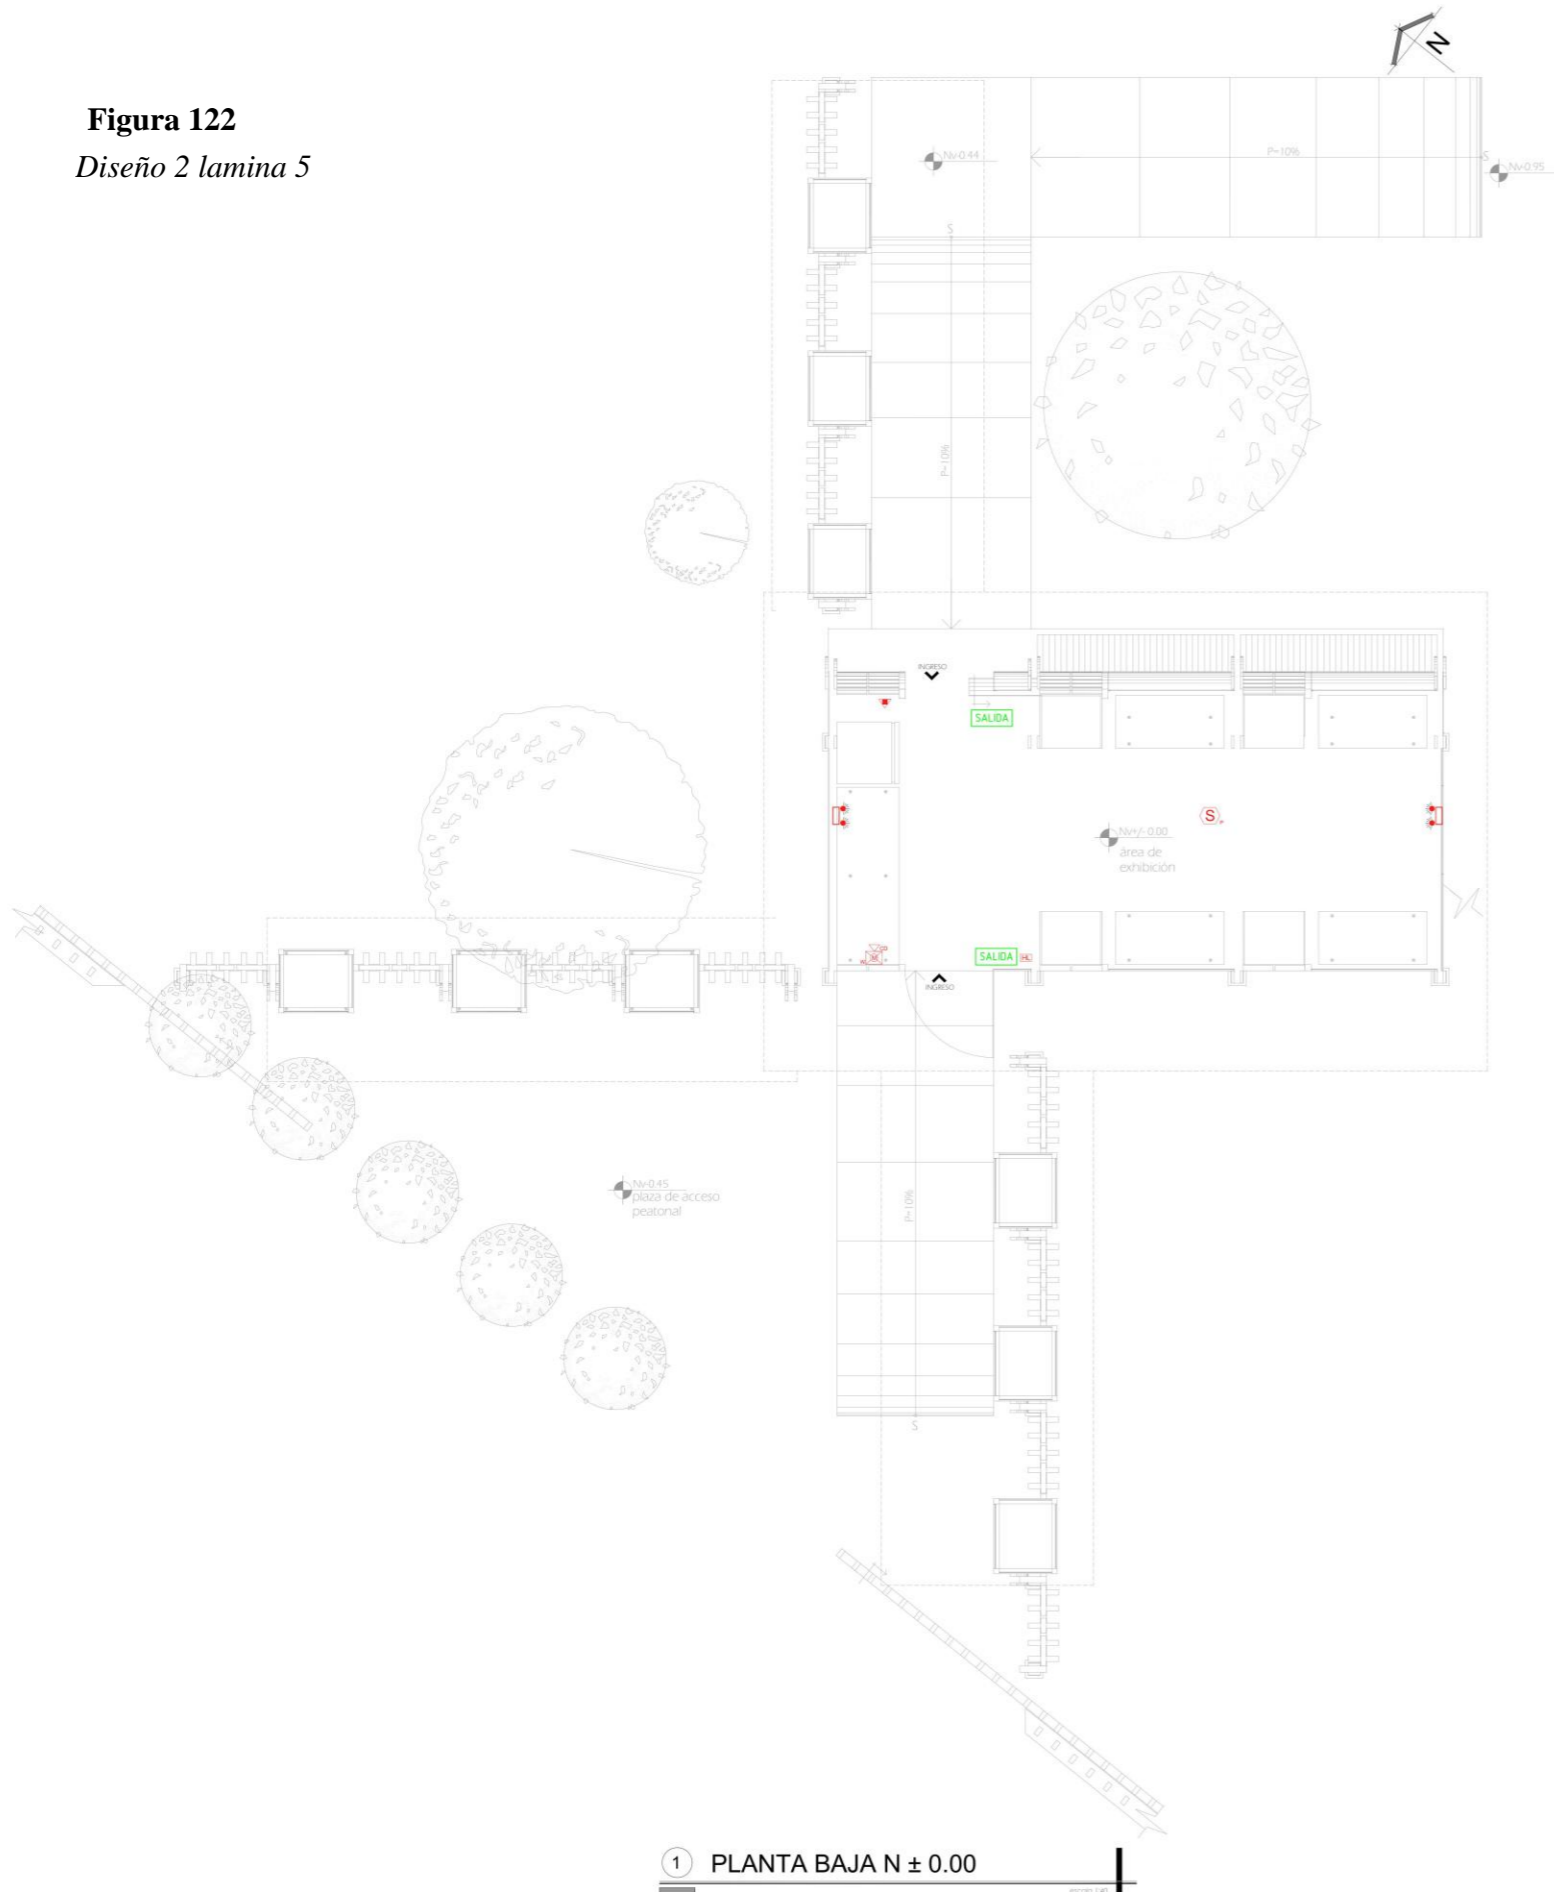 N
Figura 122
Diseño 2 lamina 5
Nv-0.44
P=10%
S
Nv-0.95
S
P=10%
INGRESO
SALIDA
S
P
Nv+/- 0.00
área de
exhibición
SALIDA
HL
INGRESO
Nv-0.45
plaza de acceso
peatonal
P=10%
S
1 PLANTA BAJA N ± 0.00